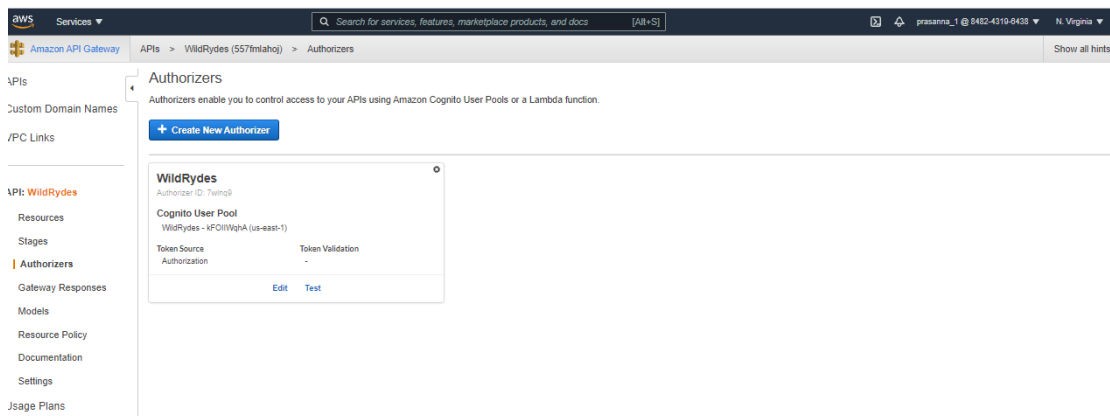 aws Services ▼ Search for services, features, marketplace products, and docs [Alt+S] prasanna_1 @ 8482-4319-6438 ▼ N. Virginia ▼
Amazon API Gateway APIs > WildRydes (557fmlahoj) > Authorizers Show all hints
APIs
Custom Domain Names
VPC Links
API: WildRydes
Resources
Stages
Authorizers
Gateway Responses
Models
Resource Policy
Documentation
Settings
Usage Plans
Authorizers
Authorizers enable you to control access to your APIs using Amazon Cognito User Pools or a Lambda function.
+ Create New Authorizer
WildRydes
Authorizer ID:
Cognito User Pool
WildRydes - (us-east-1)
Token Source Token Validation
Authorization -
Edit Test